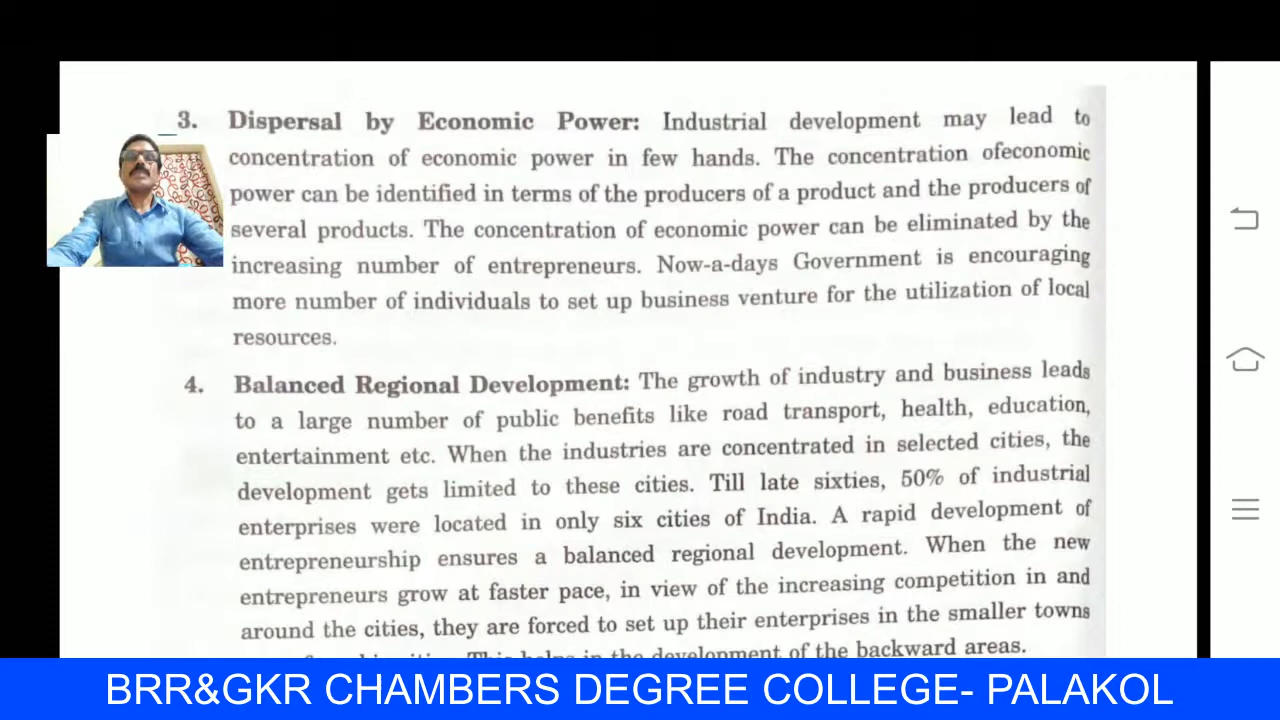 3. Dispersal by Economic Power: Industrial development may lead to
concentration of economic power in few hands. The concentration ofeconomic
power can be identified in terms of the producers of a product and the producers of
several products. The concentration of economic power can be eliminated by the
increasing number of entrepreneurs. Now-a-days Government is encouraging
more number of individuals to set up business venture for the utilization of local
resources.
4. Balanced Regional Development: The growth of industry and business leads
to a large number of public benefits like road transport, health, education,
entertainment etc. When the industries are concentrated in selected cities, the
development gets limited to these cities. Till late sixties, 50% of industrial
enterprises were located in only six cities of India. A rapid development of
entrepreneurship ensures a balanced regional development. When the new
entrepreneurs grow at faster pace, in view of the increasing competition in and
around the cities, they are forced to set up their enterprises in the smaller towns
This helps in the development of the backward areas.
BRR&GKR CHAMBERS DEGREE COLLEGE- PALAKOL